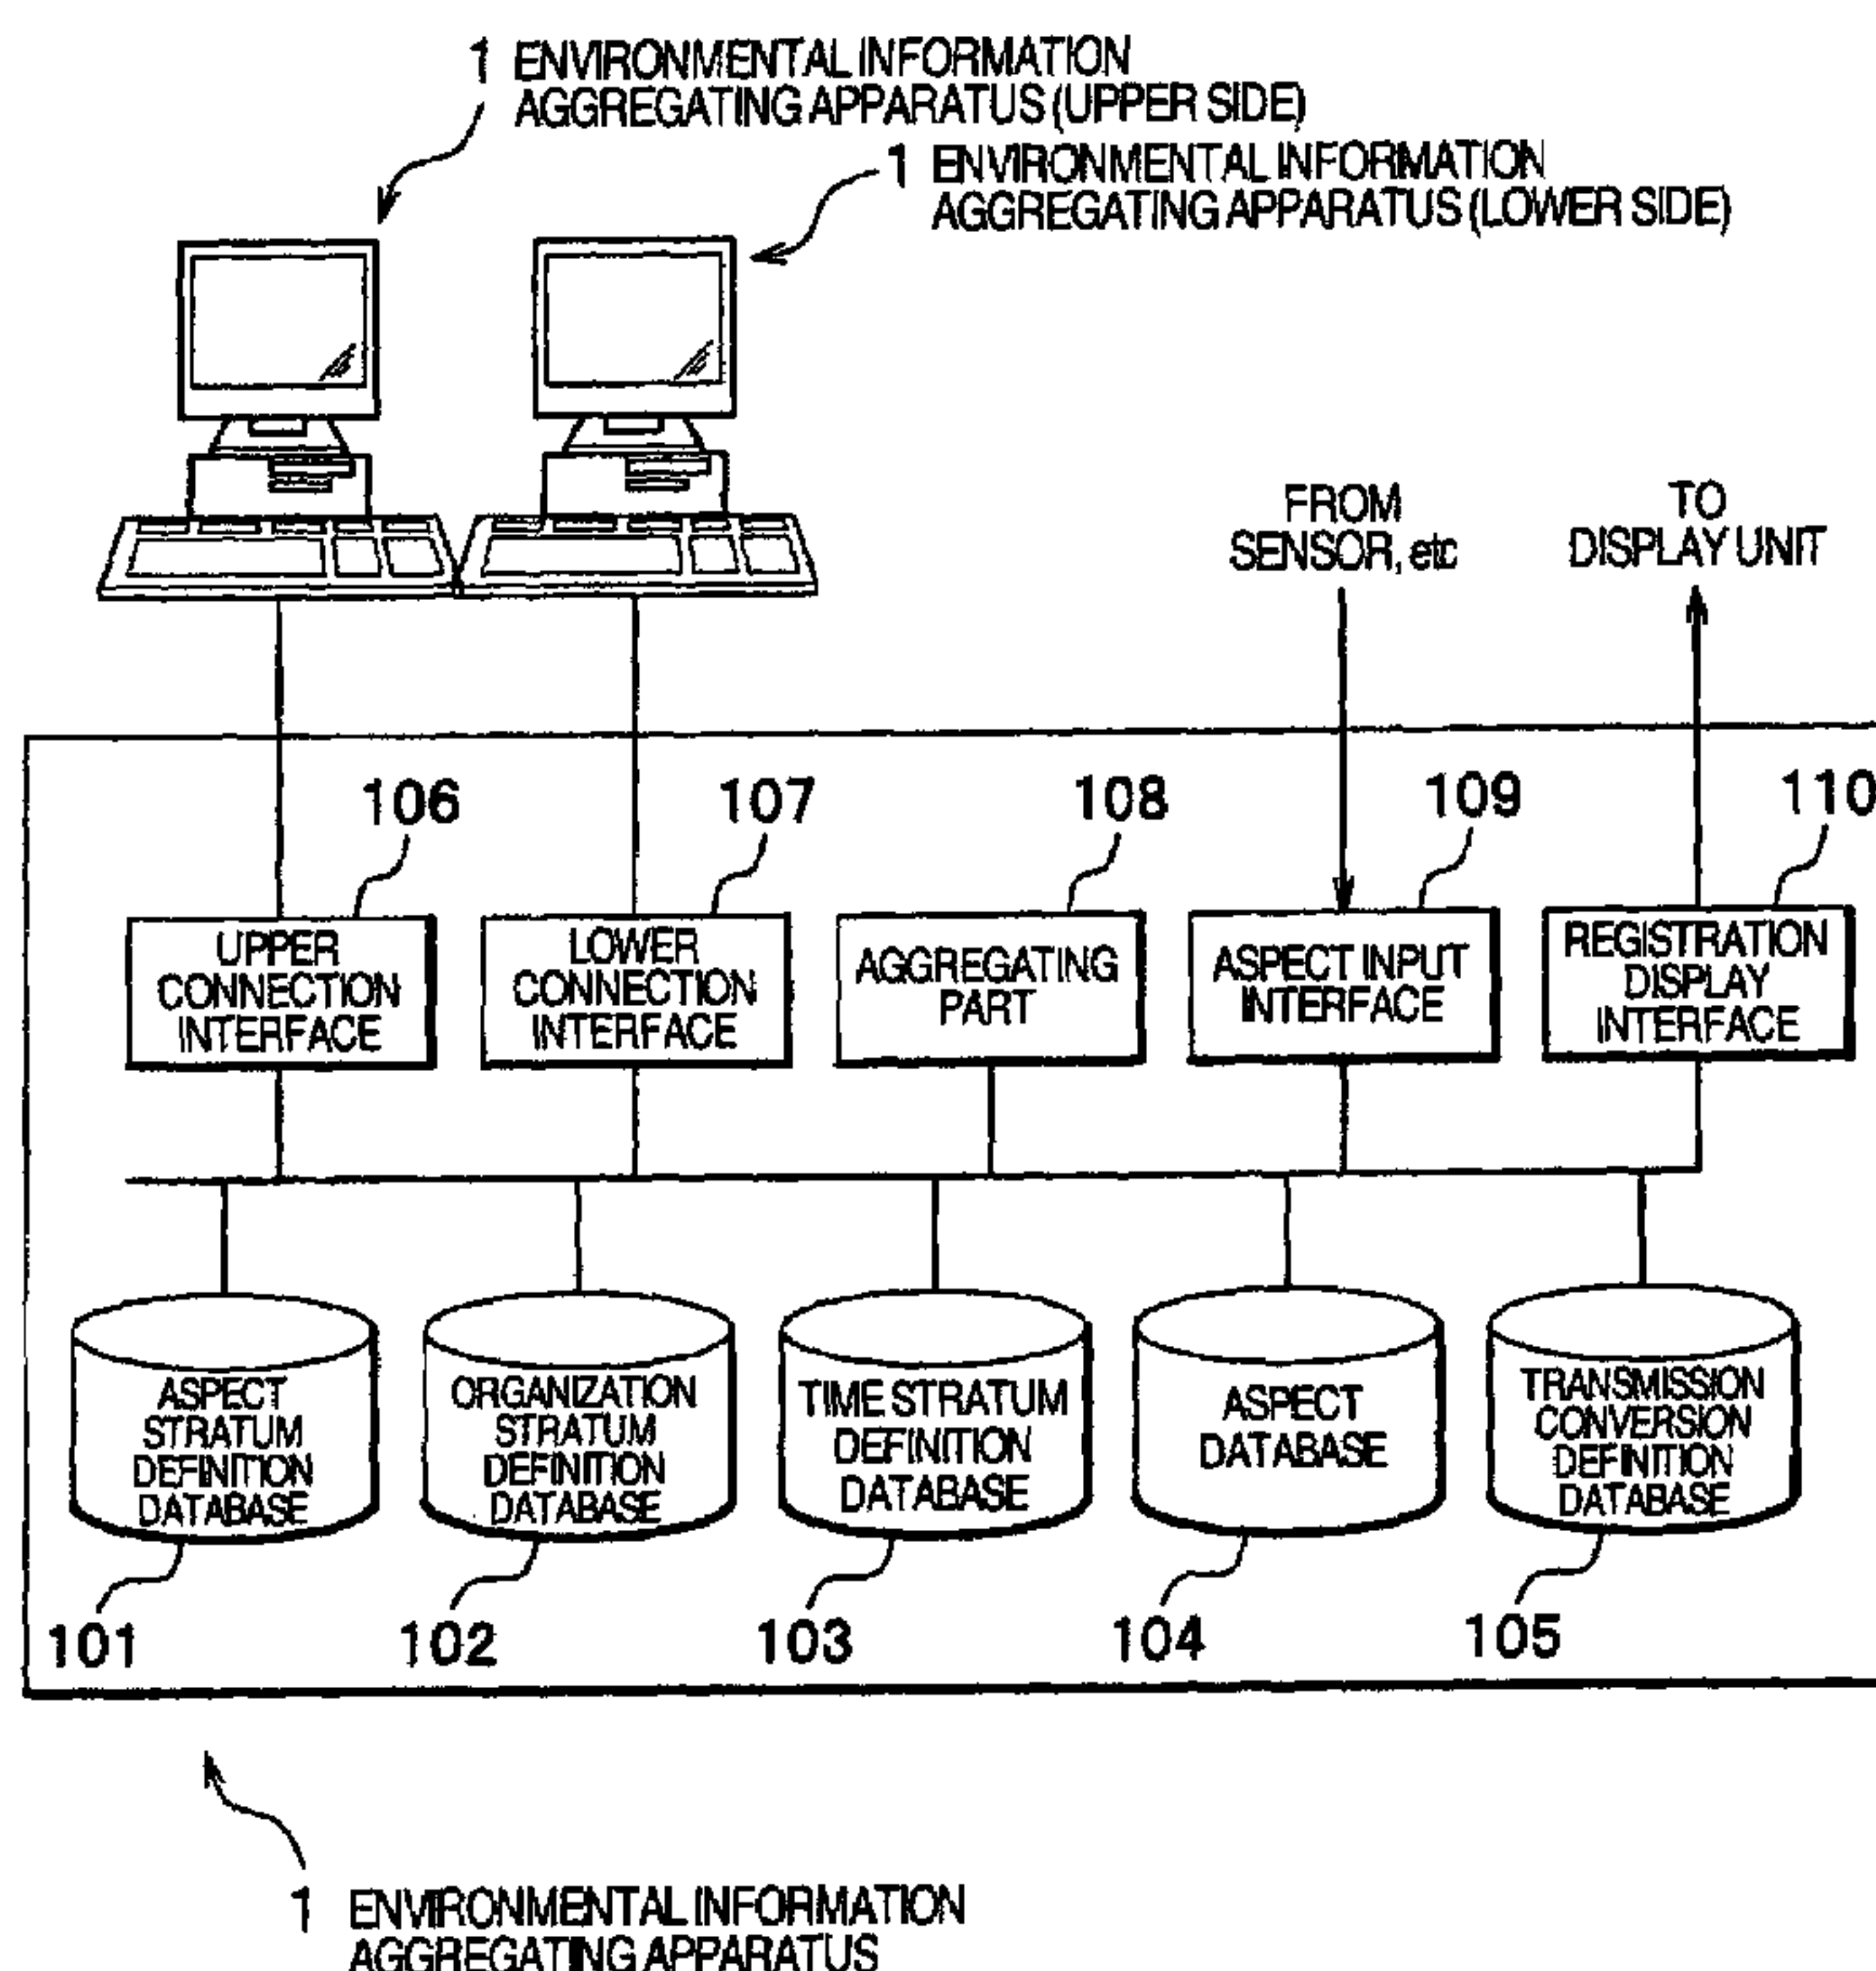 1 ENVIRONMENTAL INFORMATION
AGGREGATING APPARATUS (UPPER SIDE)
1 ENVIRONMENTAL INFORMATION
AGGREGATING APPARATUS (LOWER SIDE)
FROM
SENSOR, etc
TO
DISPLAY UNIT
106
107
108
109
110
UPPER
CONNECTION
INTERFACE
LOWER
CONNECTION
INTERFACE
AGGREGATING
PART
ASPECT INPUT
INTERFACE
REGISTRATION
DISPLAY
INTERFACE
ASPECT
STRATUM
DEFINITION
DATABASE
ORGANIZATION
STRATUM
DEFINITION
DATABASE
TIME STRATUM
DEFINITION
DATABASE
ASPECT
DATABASE
TRANSMISSION
CONVERSION
DEFINITION
DATABASE
101
102
103
104
105
1 ENVIRONMENTAL INFORMATION
AGGREGATING APPARATUS